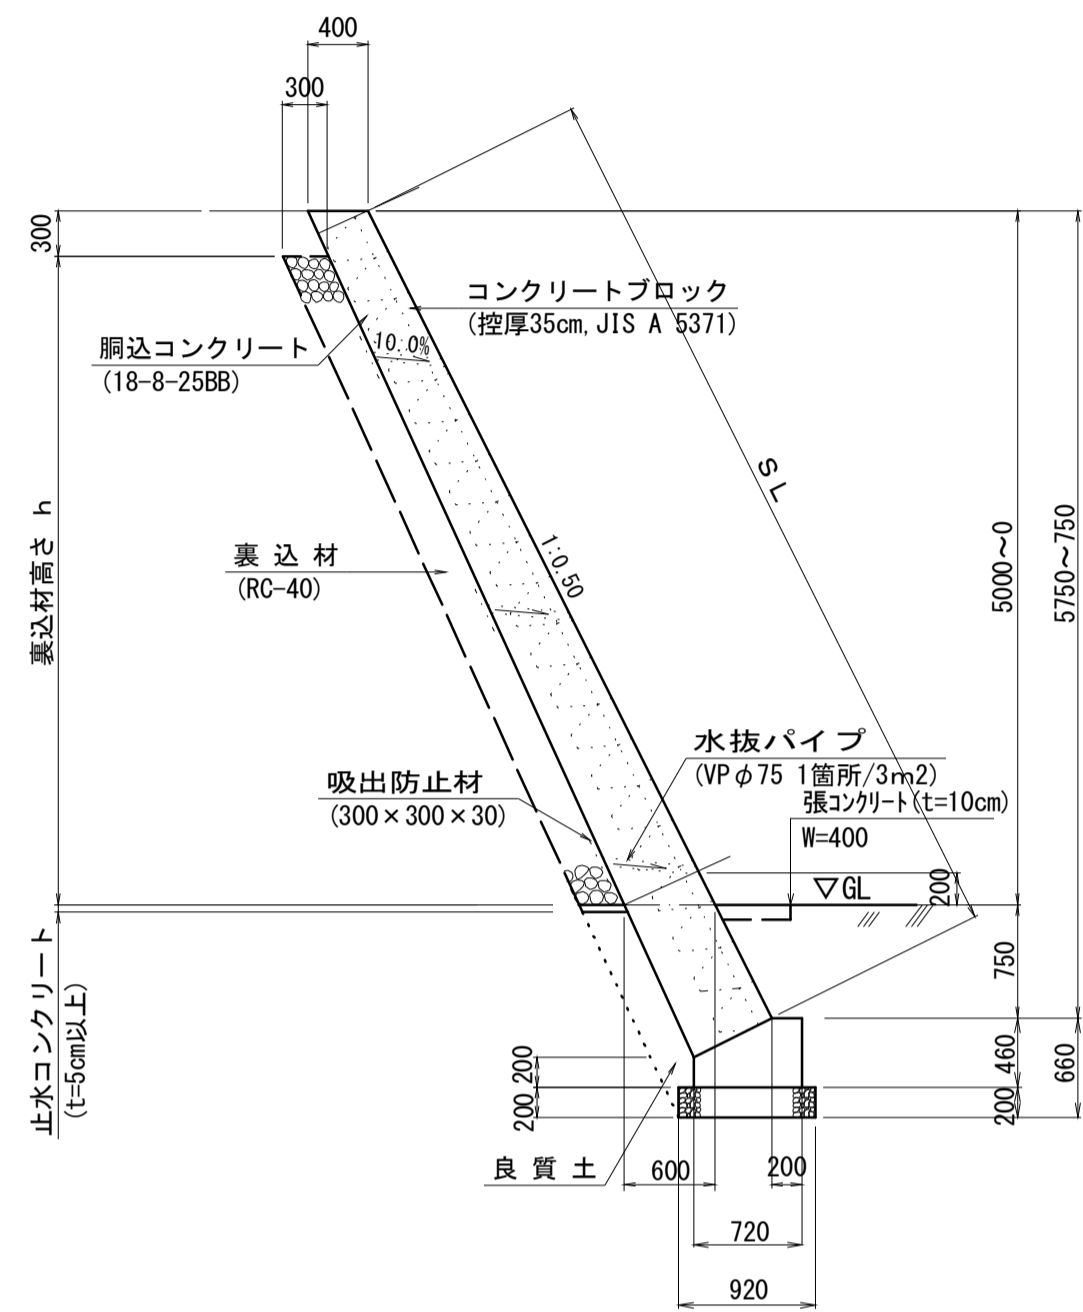 400
300
300
コンクリートブロック
(控厚35cm, JIS A 5371)
胴込コンクリート
(18-8-25BB)
10.0%
SL
裏込材高さ h
裏 込 材
(RC-40)
1:0.50
5000～0
5750～750
水抜パイプ
(VPφ75 1箇所/3m2)
吸出防止材
(300×300×30)
張コンクリート(t=10cm)
W=400
▽GL
200
止水コンクリート
(t=5cm以上)
750
460
660
200
200
200
良 質 土
600
200
720
920